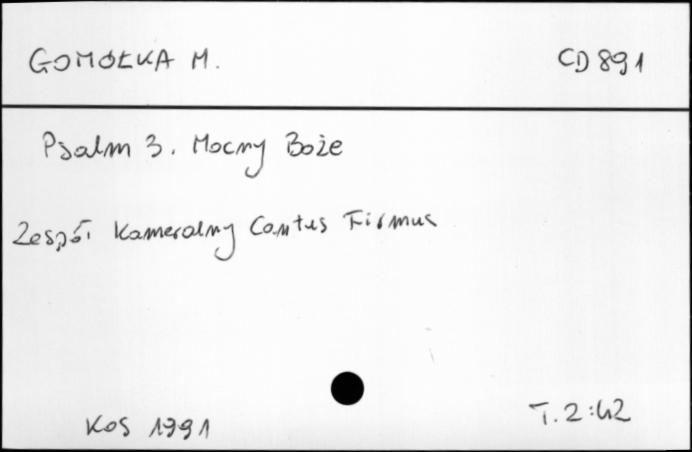 GOMÓŁKA M. CD 891
Psalm 3. Mocny Boże
Zespół Kameralny Cantus Firmus
T. 2:42
KOS 1991